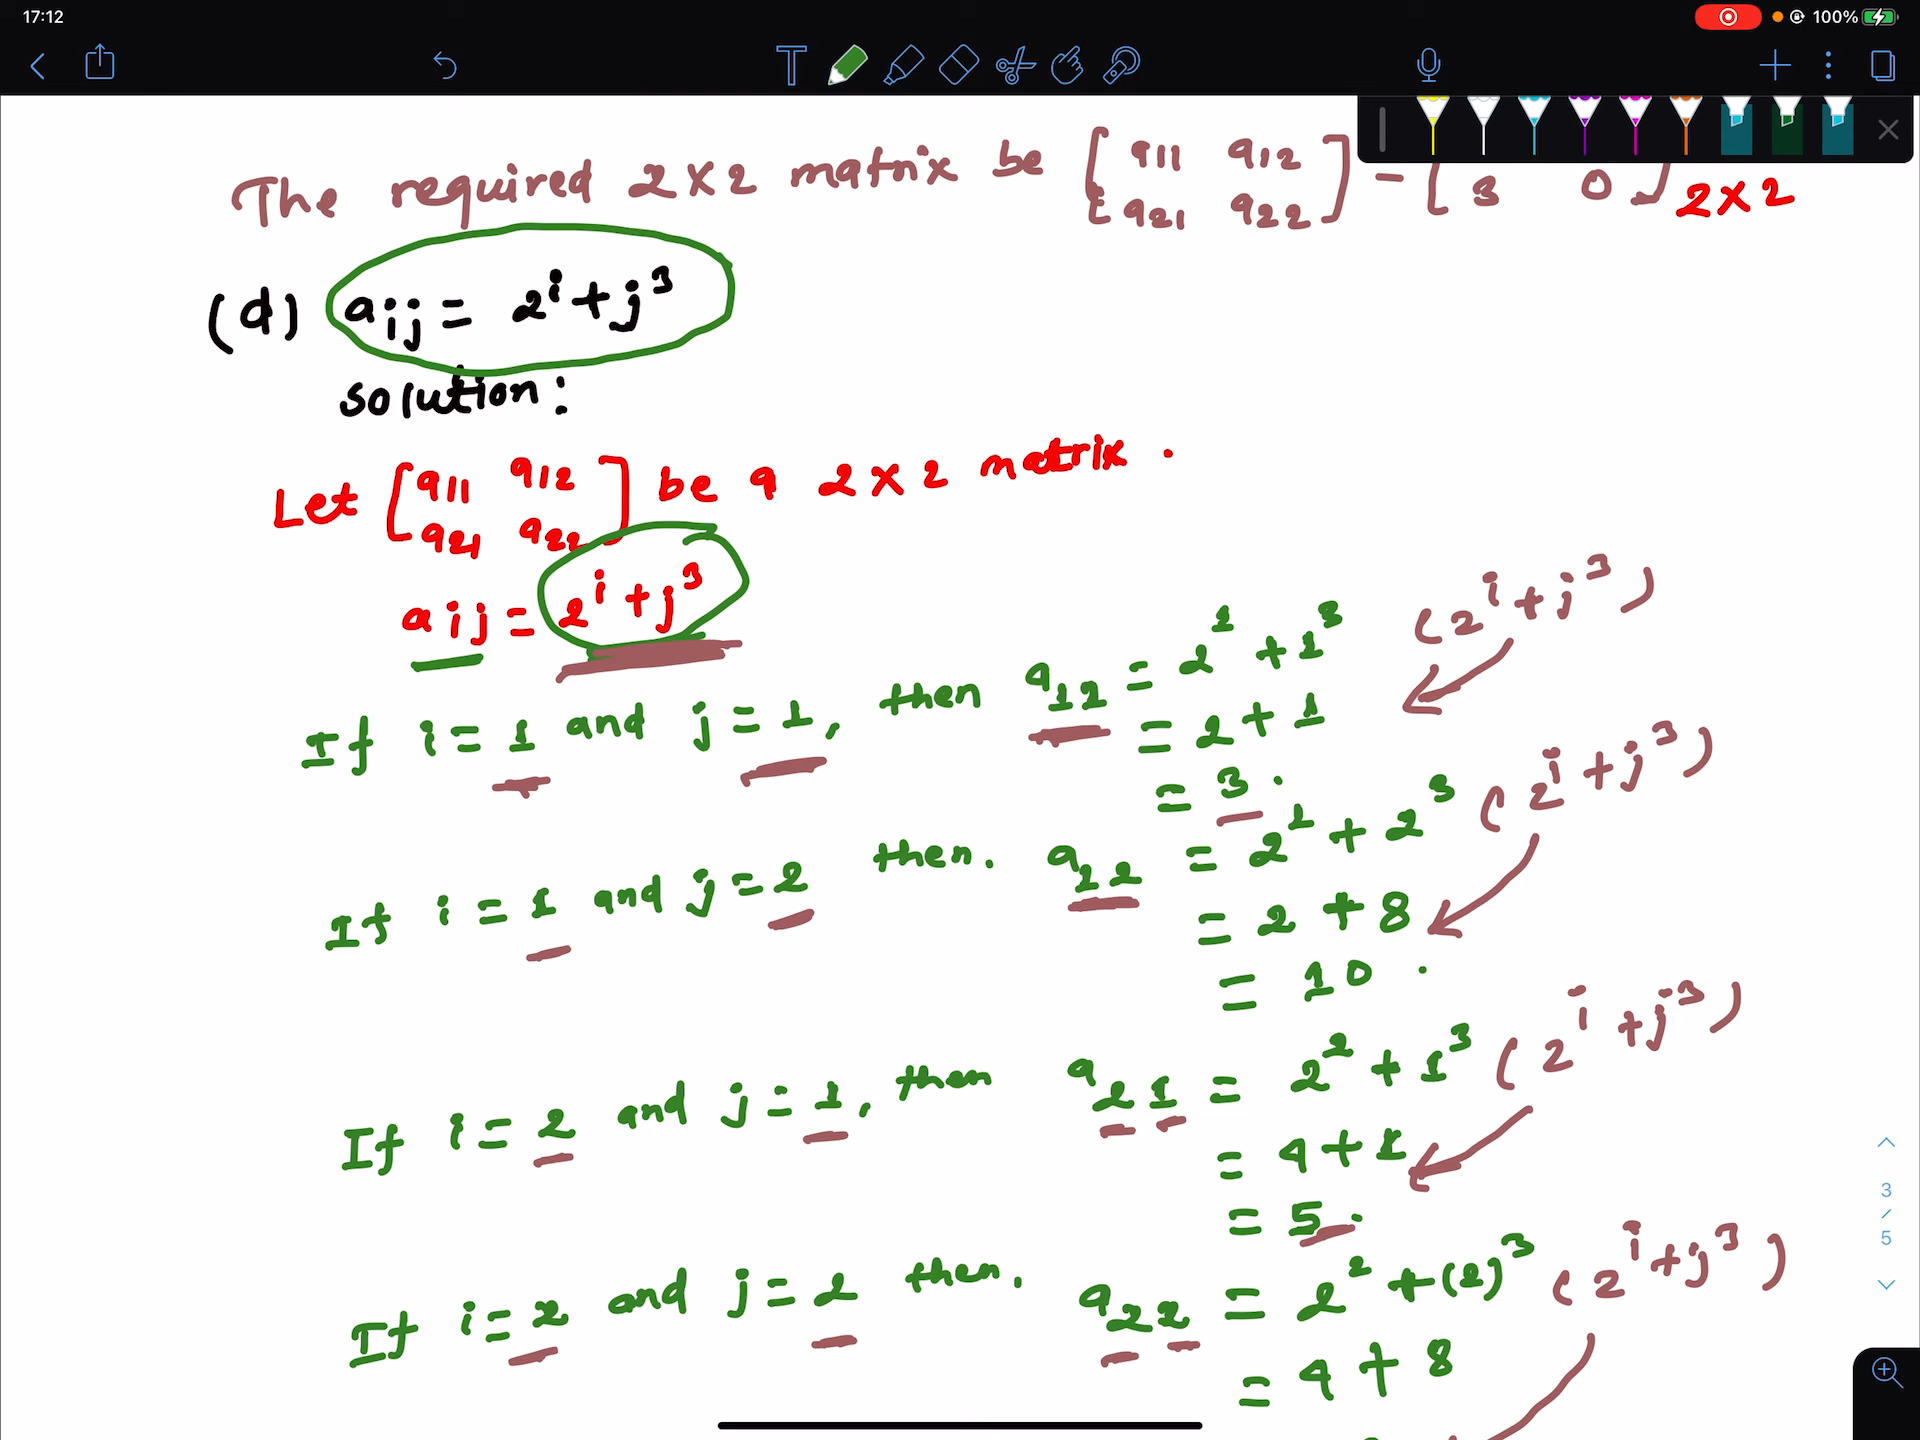 17:12
100%
The required 2×2 matrix be [a11 a12 = [3 0] 2×2
a21 a22]
(d) aij = 2^i + j^3
solution:
Let [a11 a12 ] be a 2×2 matrix.
a21 a22
aij = 2^i + j^3
If i = 1 and j = 1, then a11 = 2^1 + 1^3 (2^i + j^3)
= 2 + 1
= 3.
If i = 1 and j = 2 then. a12 = 2^1 + 2^3 (2^i + j^3)
= 2 + 8
= 10.
If i = 2 and j = 1, then a21 = 2^2 + 1^3 (2^i + j^3)
= 4 + 1
= 5.
If i = 2 and j = 2 then. a22 = 2^2 + (2)^3 (2^i + j^3)
= 4 + 8
3
/
5